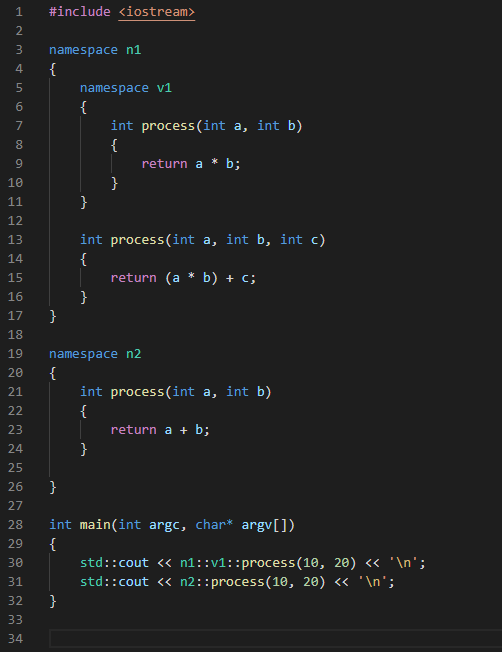 1 #include <iostream>
2
3 namespace n1
4 {
5     namespace v1
6     {
7         int process(int a, int b)
8         {
9             return a * b;
10         }
11     }
12
13     int process(int a, int b, int c)
14     {
15         return (a * b) + c;
16     }
17 }
18
19 namespace n2
20 {
21     int process(int a, int b)
22     {
23         return a + b;
24     }
25
26 }
27
28 int main(int argc, char* argv[])
29 {
30     std::cout << n1::v1::process(10, 20) << '\n';
31     std::cout << n2::process(10, 20) << '\n';
32 }
33
34